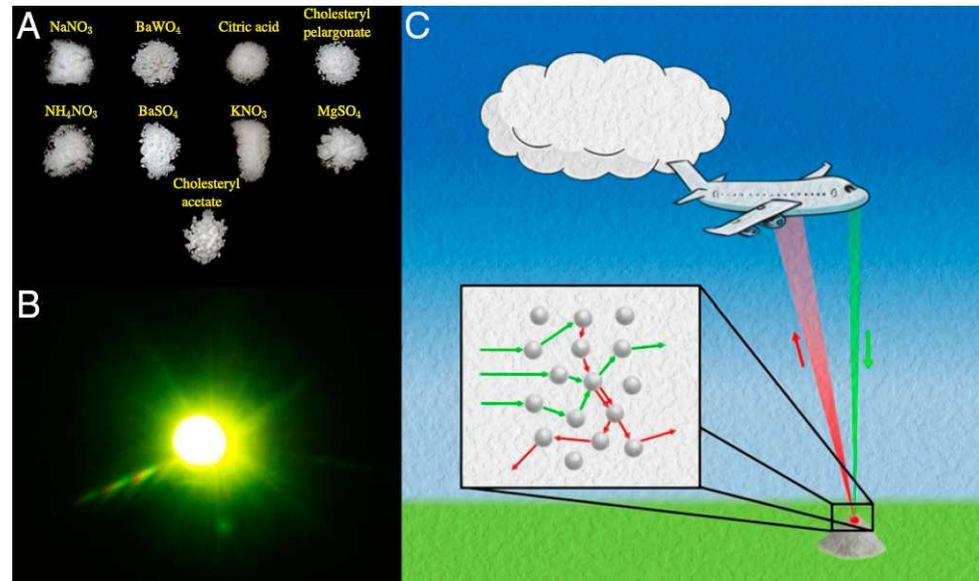 A
NaNO₃
BaWO₄
Citric acid
Cholesteryl
pelargonate
NH₄NO₃
BaSO₄
KNO₃
MgSO₄
Cholesteryl
acetate
B
C